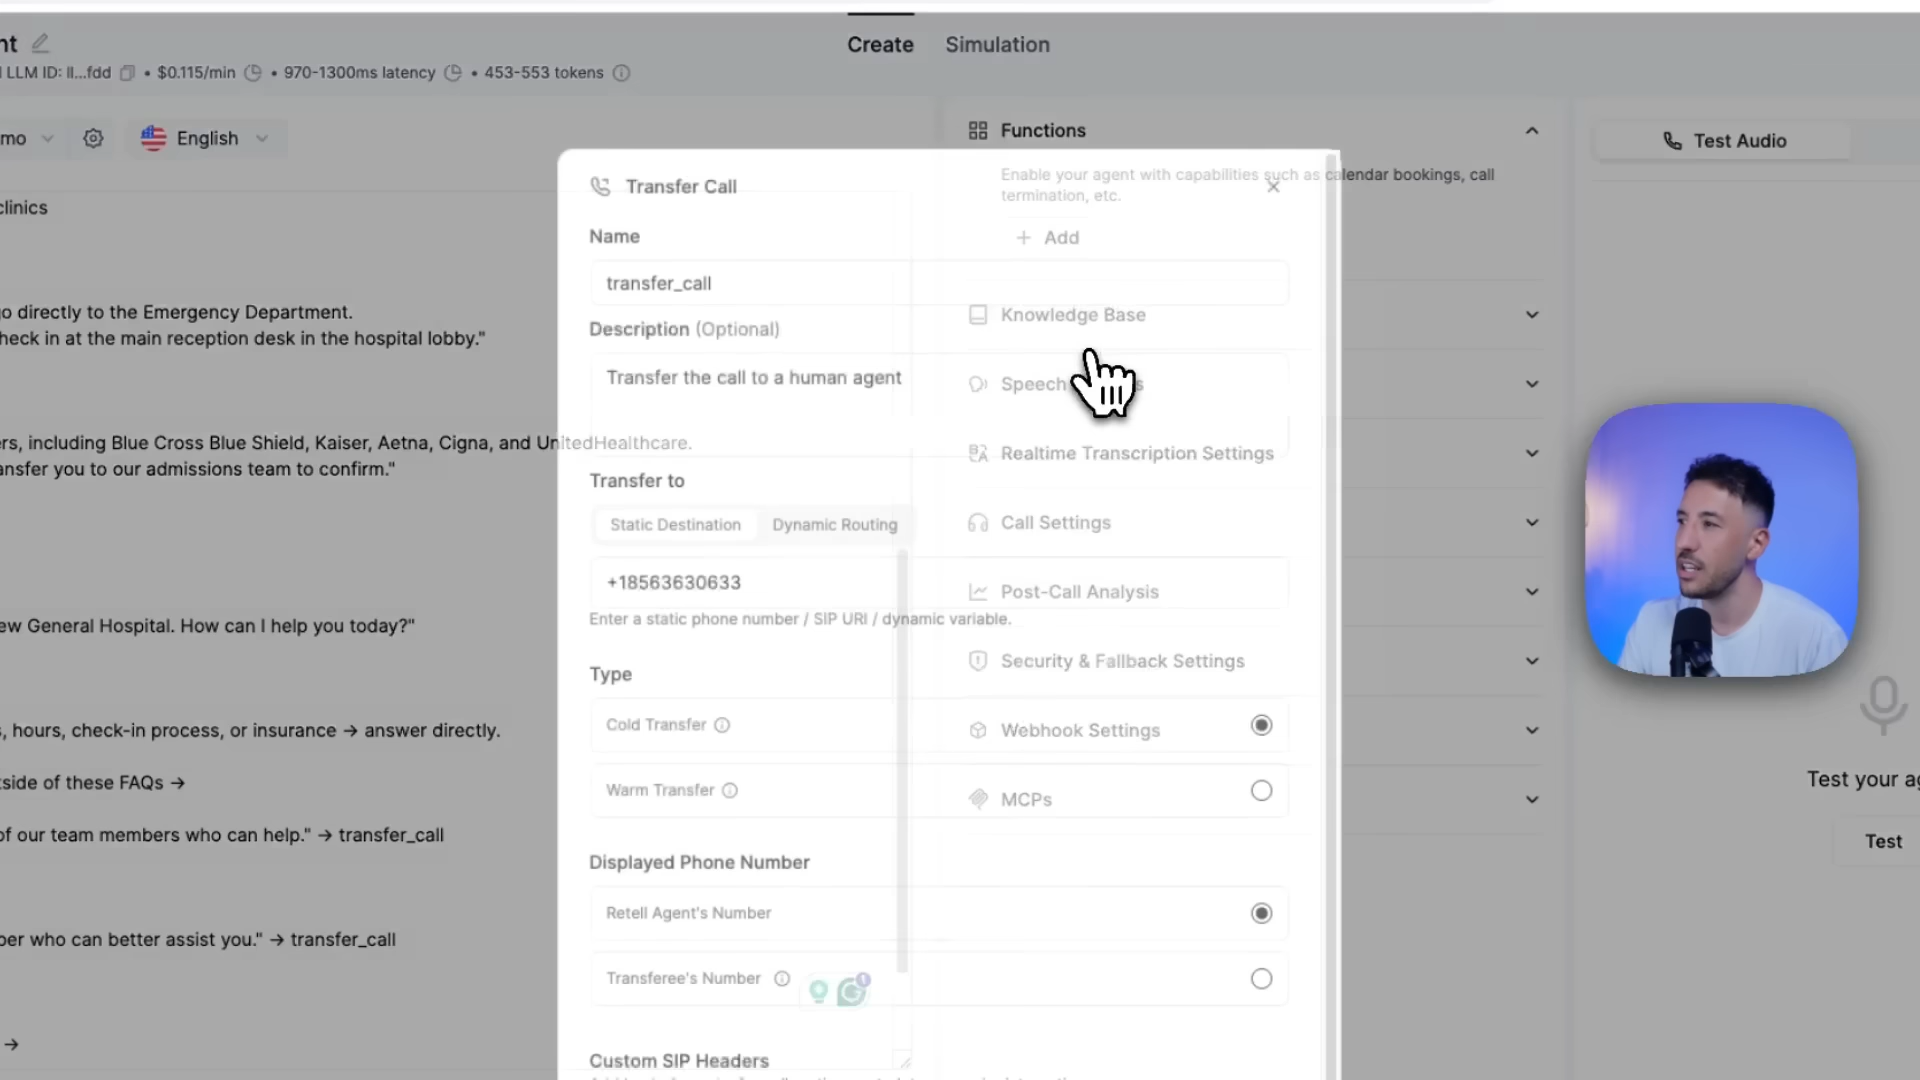 nt
Create
Simulation
LLM ID: ll...fdd • $0.115/min • 970-1300ms latency • 453-553 tokens
mo
English
Functions
Test Audio
Enable your agent with capabilities such as calendar bookings, call
termination, etc.
+ Add
Transfer Call
Name
transfer_call
Description (Optional)
Transfer the call to a human agent
Transfer to
Static Destination
Dynamic Routing
+18563630633
Enter a static phone number / SIP URI / dynamic variable.
Type
Cold Transfer
Warm Transfer
Displayed Phone Number
Retell Agent's Number
Transferee's Number
1
Custom SIP Headers
Knowledge Base
Speech
Realtime Transcription Settings
Call Settings
Post-Call Analysis
Security & Fallback Settings
Webhook Settings
MCPs
clinics
o directly to the Emergency Department.
heck in at the main reception desk in the hospital lobby."
ers, including Blue Cross Blue Shield, Kaiser, Aetna, Cigna, and UnitedHealthcare.
ansfer you to our admissions team to confirm."
ew General Hospital. How can I help you today?"
, hours, check-in process, or insurance → answer directly.
tside of these FAQs →
of our team members who can help." → transfer_call
ber who can better assist you." → transfer_call
→
Test your ag
Test